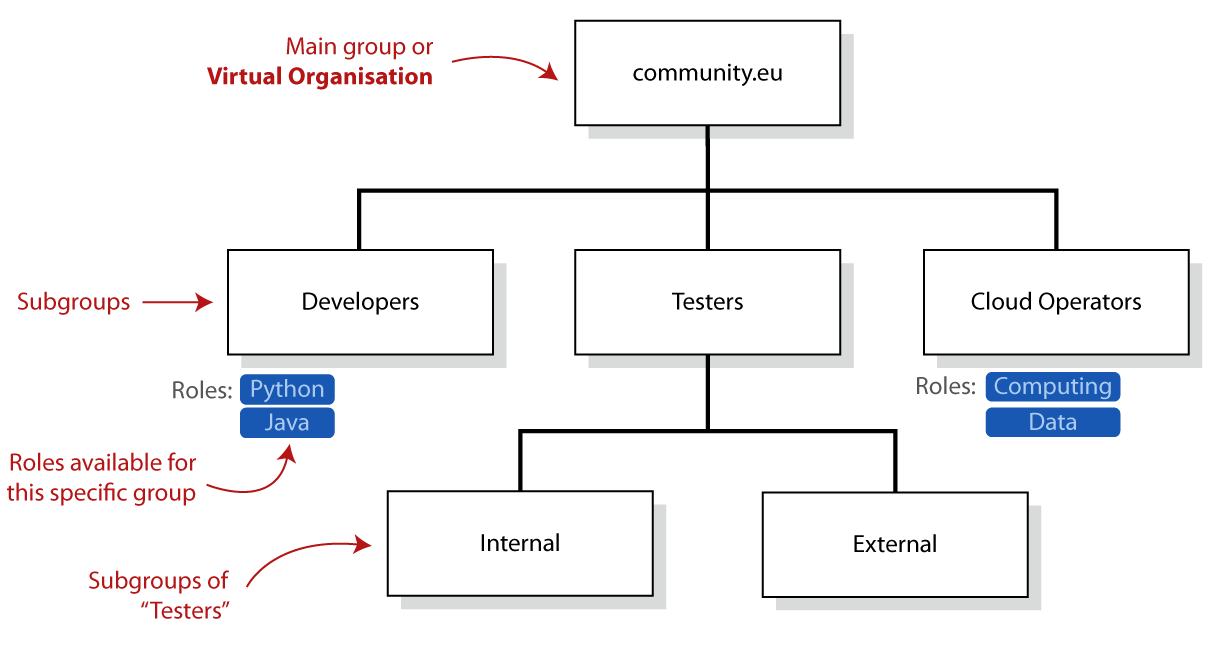 Main group or
Virtual Organisation
community.eu
Subgroups
Developers
Testers
Cloud Operators
Roles:
Python
Java
Roles:
Computing
Data
Roles available for
this specific group
Internal
External
Subgroups of
“Testers”